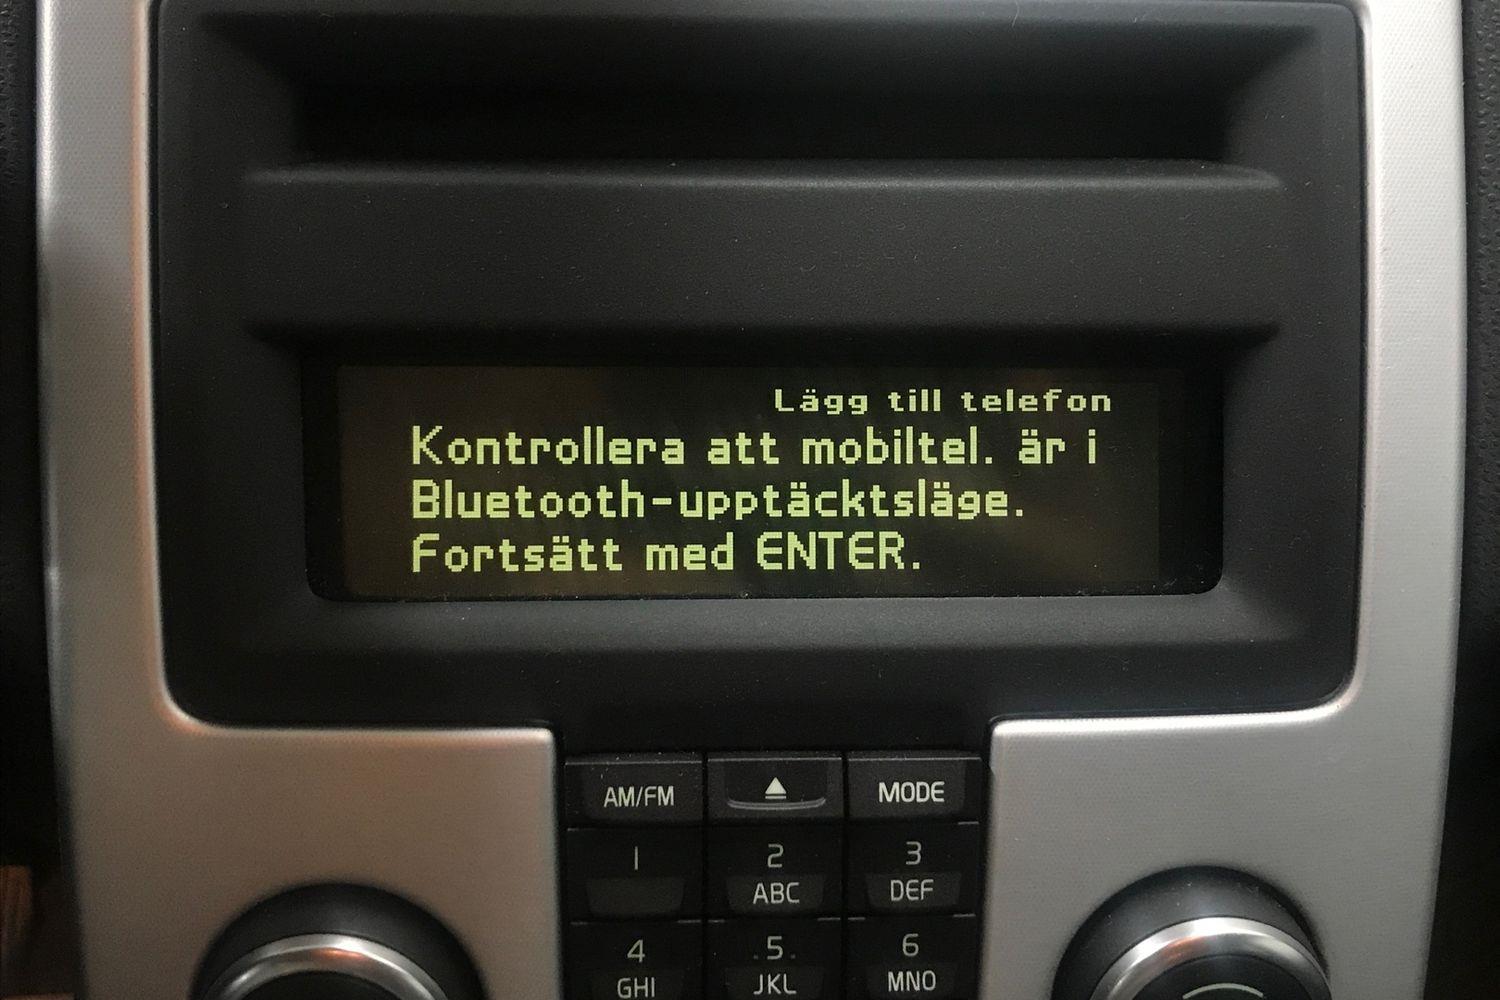 Lägg till telefon
Kontrollera att mobiltel. är i
Bluetooth-upptäcktsläge.
Fortsätt med ENTER.
AM/FM
MODE
1
2
3
ABC
DEF
4
5
6
GHI
JKL
MNO